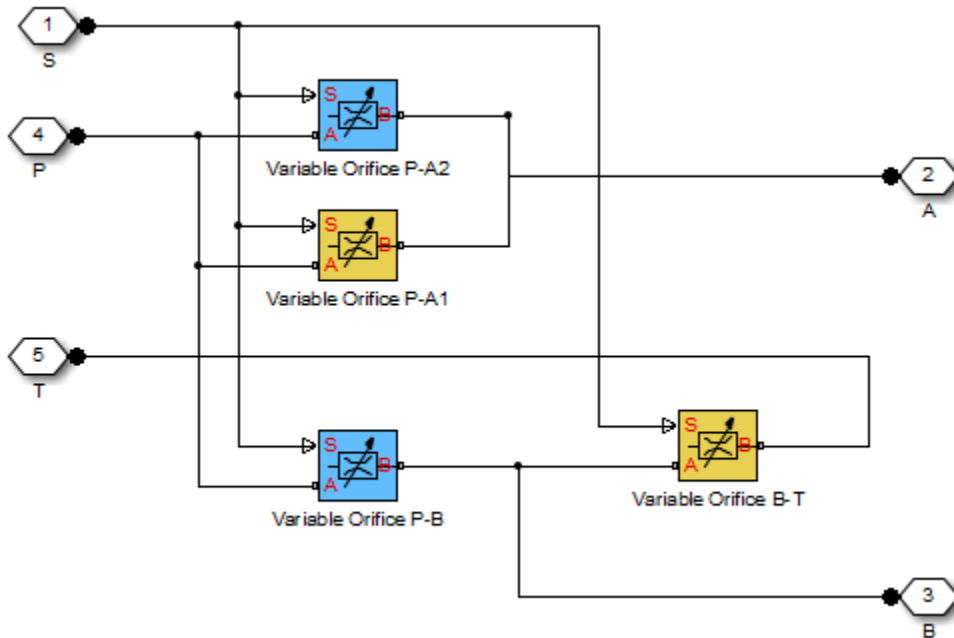 1
S
S
B
A
Variable Orifice P-A2
4
P
2
A
S
B
A
Variable Orifice P-A1
5
T
S
B
A
Variable Orifice B-T
S
B
A
Variable Orifice P-B
3
B